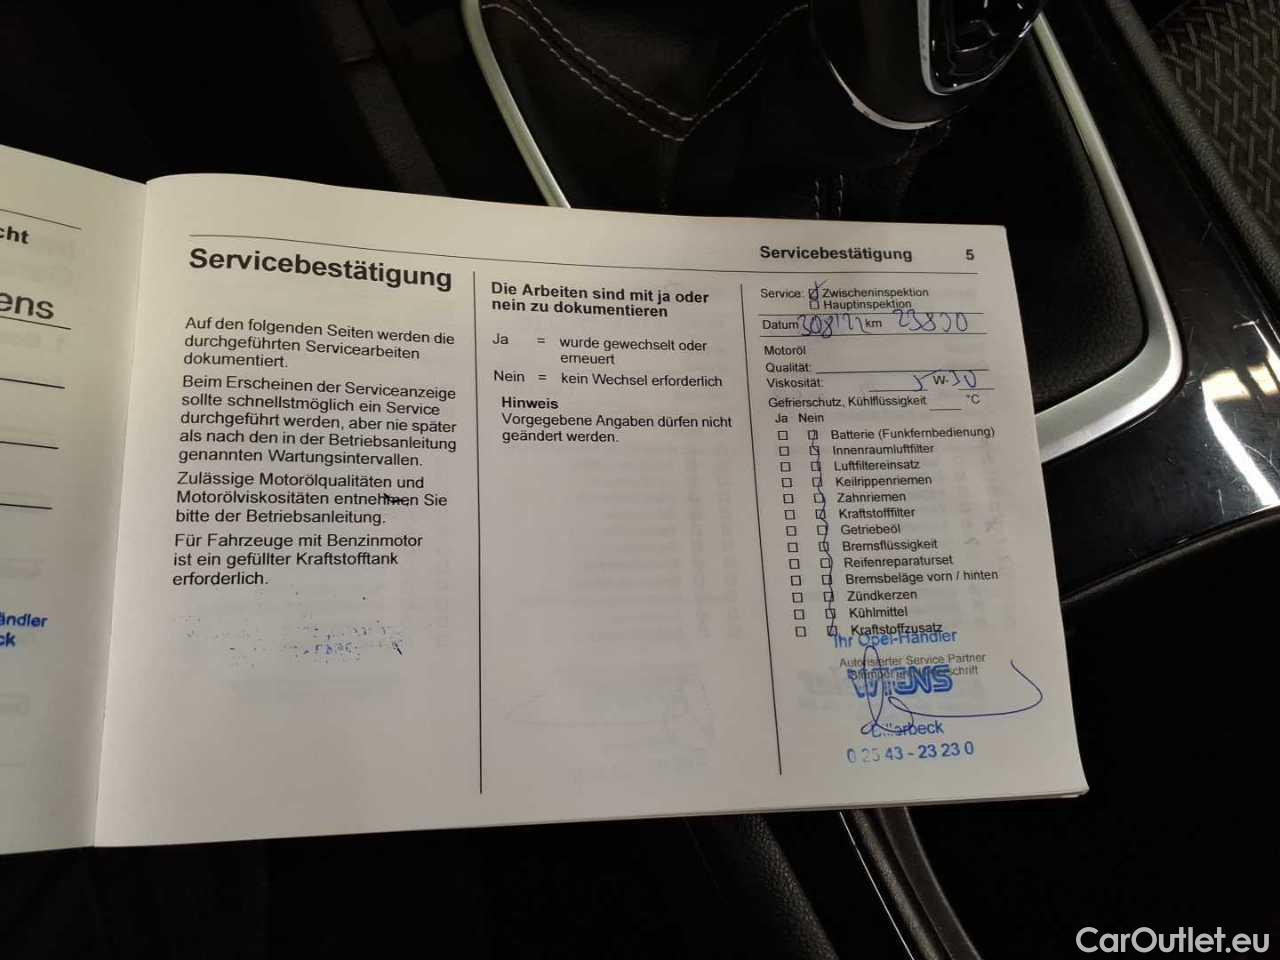 cht
ens
ändler
ck
Servicebestätigung
Auf den folgenden Seiten werden die
durchgeführten Servicearbeiten
dokumentiert.
Beim Erscheinen der Serviceanzeige
sollte schnellstmöglich ein Service
durchgeführt werden, aber nie später
als nach den in der Betriebsanleitung
genannten Wartungsintervallen.
Zulässige Motorölqualitäten und
Motorölviskositäten entnehmen Sie
bitte der Betriebsanleitung.
Für Fahrzeuge mit Benzinmotor
ist ein gefüllter Kraftstofftank
erforderlich.
Die Arbeiten sind mit ja oder
nein zu dokumentieren
Ja = wurde gewechselt oder
erneuert
Nein = kein Wechsel erforderlich
Hinweis
Vorgegebene Angaben dürfen nicht
geändert werden.
Servicebestätigung 5
Service: Zwischeninspektion
Hauptinspektion
Datum km
Motoröl
Qualität:
Viskosität: 5 W-30
Gefrierschutz, Kühlflüssigkeit °C
Ja Nein
Batterie (Funkfernbedienung)
Innenraumluftfilter
Luftfiltereinsatz
Keilrippenriemen
Zahnriemen
Kraftstofffilter
Getriebeöl
Bremsflüssigkeit
Reifenreparaturset
Bremsbeläge vorn / hinten
Zündkerzen
Kühlmittel
Kraftstoffzusatz
Ihr Opel-Händler
Autorisierter Service Partner
WIENS
Billerbeck
0 25 43 - 23 23 0
CarOutlet.eu